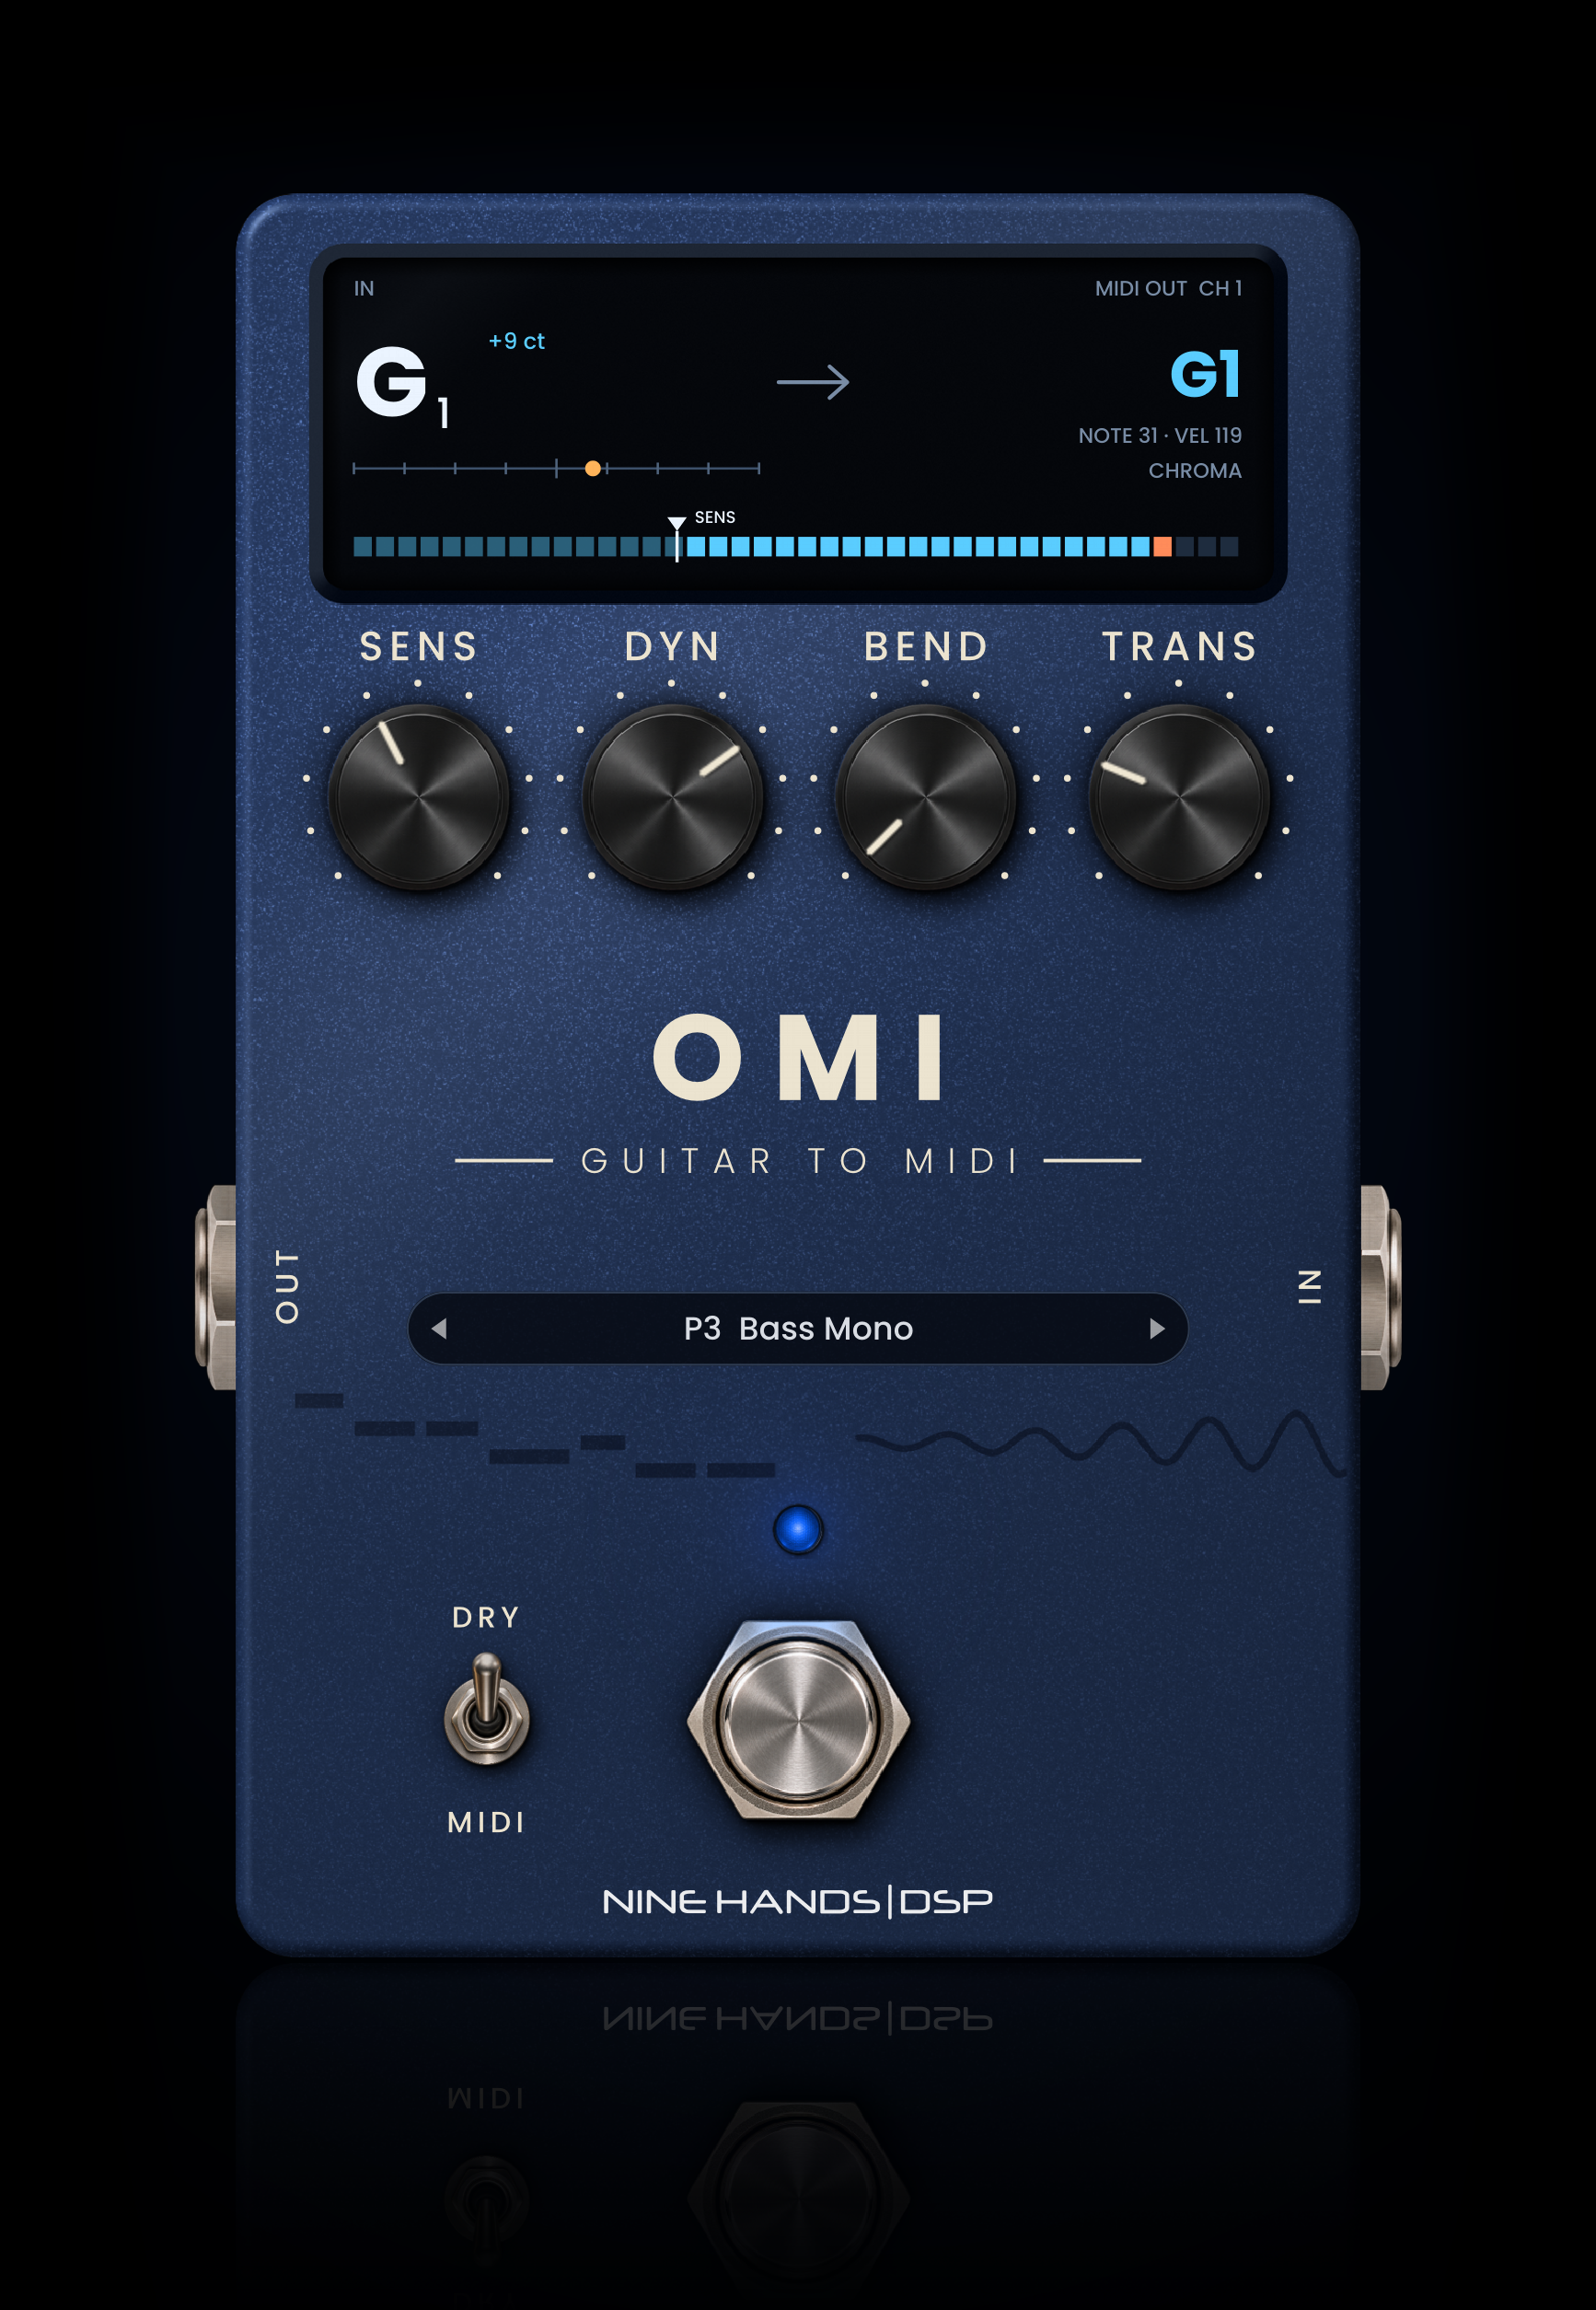 IN
MIDI OUT CH 1
+9 ct
G1
G1
NOTE 31 · VEL 119
CHROMA
SENS
SENS DYN BEND TRANS
OMI
GUITAR TO MIDI
OUT
IN
P3 Bass Mono
DRY
MIDI
NINE HANDS|DSP